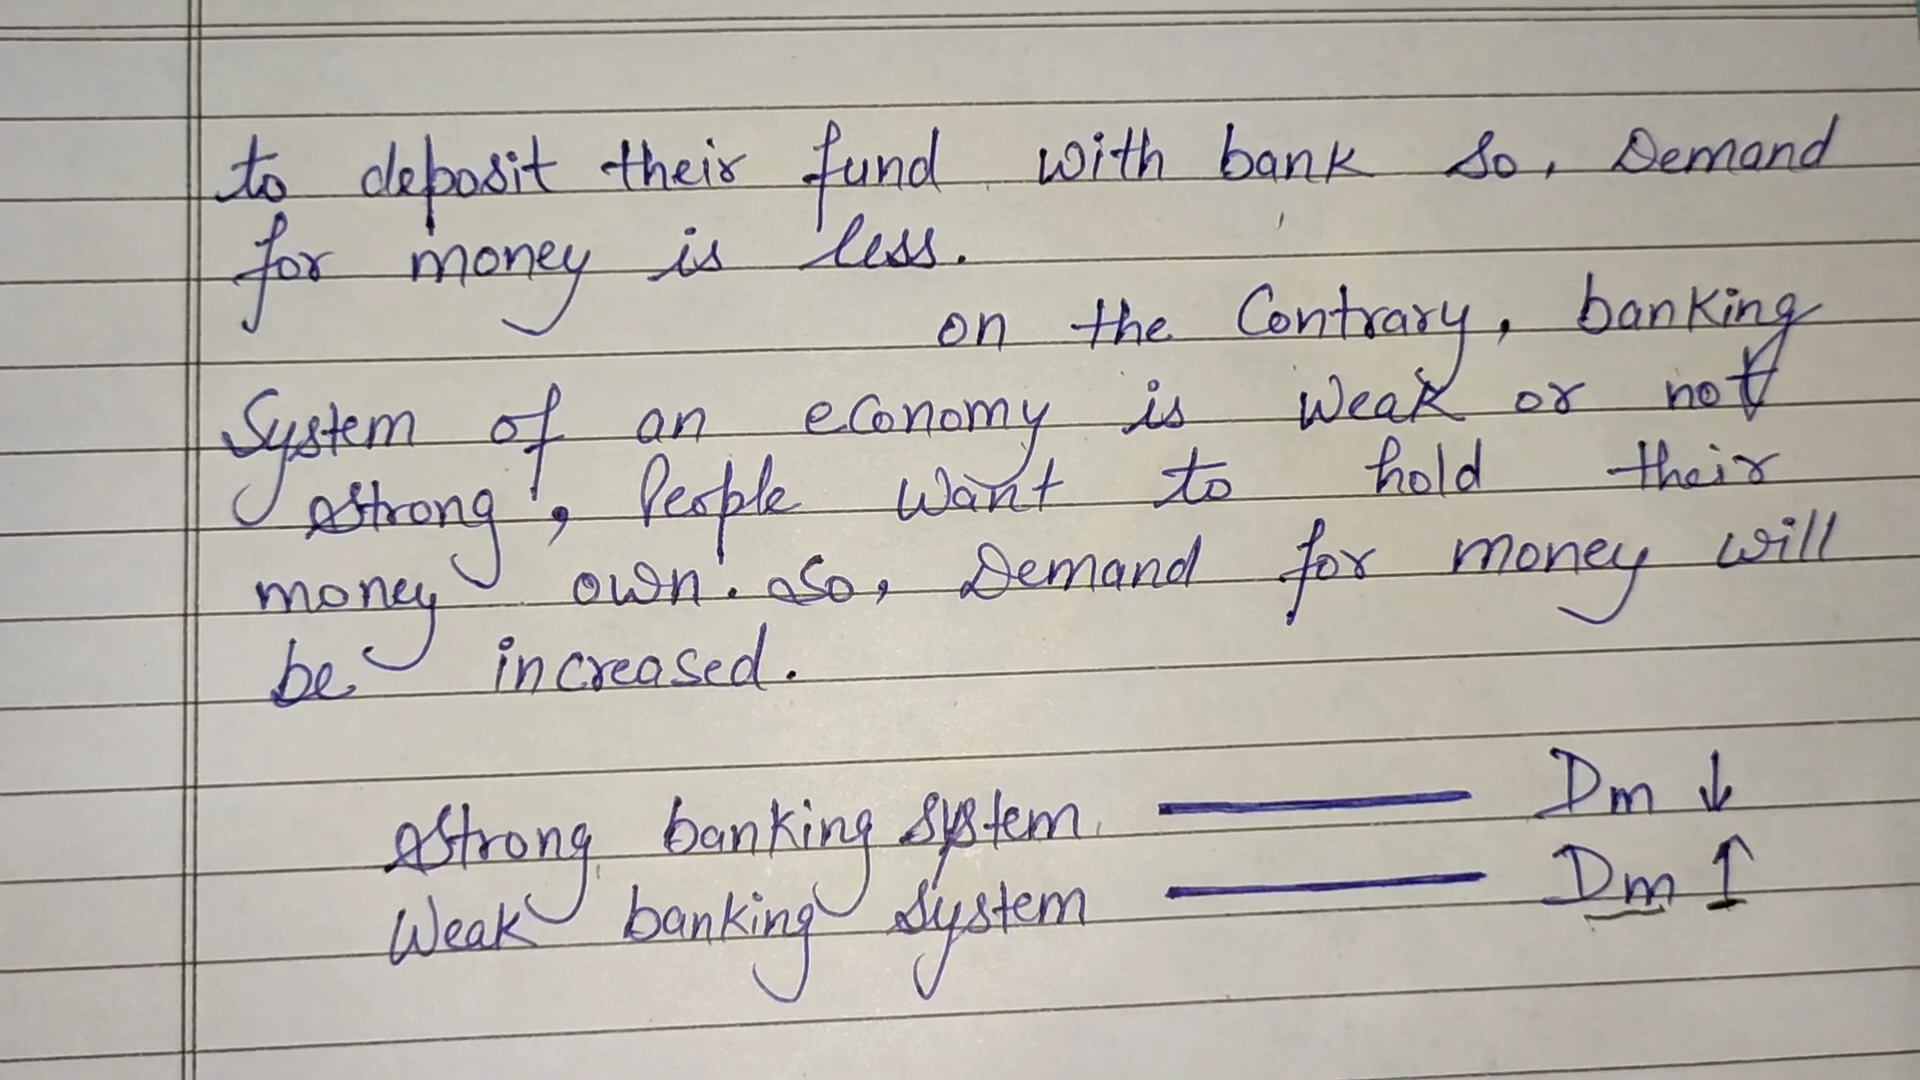 to deposit their fund with bank so, Demand
for money is less.
on the Contrary, banking
System of an economy is weak or not
strong, People want to hold their
money own. So, Demand for money will
be increased.
Strong banking system — Dm ↓
Weak banking system — Dm ↑